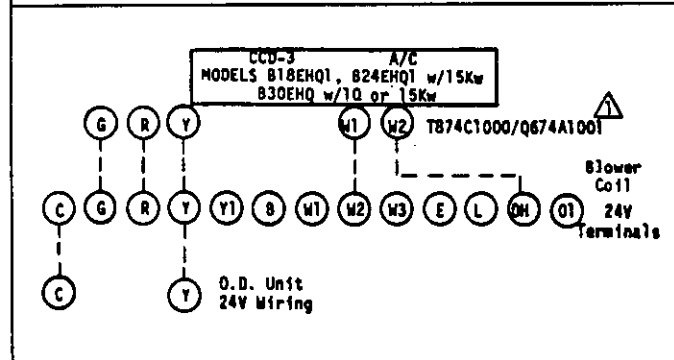 CCD-3 A/C
MODELS B18EHQ1, B24EHQ1 w/15Kw
B30EHQ w/10 or 15Kw
G R Y W1 W2 T874C1000/Q674A1001 1
Blower
Coil
C G R Y Y1 B W1 W2 W3 E L OH O1 24V
Terminals
C Y O.D. Unit
24V Wiring